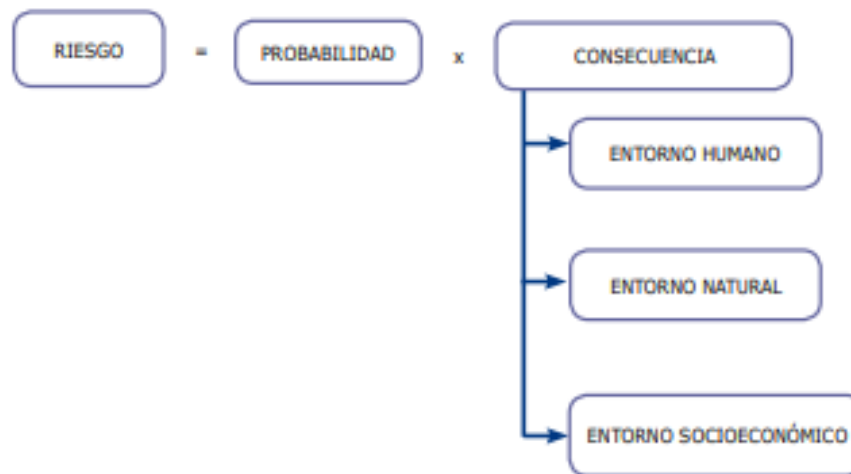 RIESGO = PROBABILIDAD x CONSECUENCIA
ENTORNO HUMANO
ENTORNO NATURAL
ENTORNO SOCIOECONÓMICO